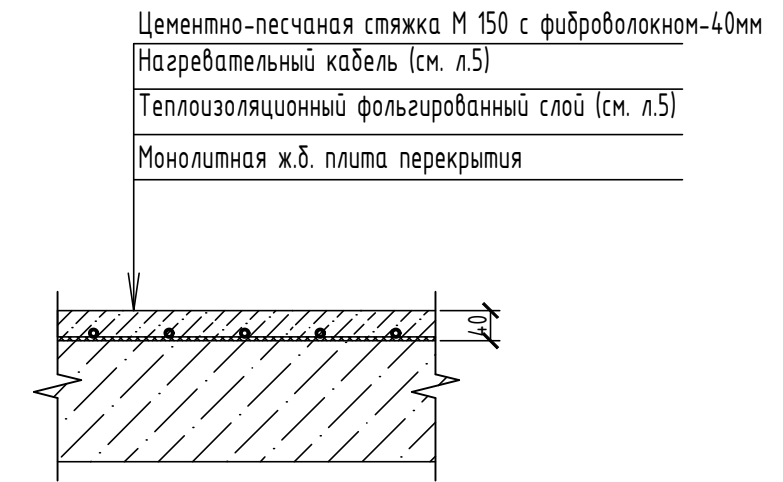 Цементно-песчаная стяжка М 150 с фиброволокном-40мм
Нагревательный кабель (см. л.5)
Теплоизоляционный фольгированный слой (см. л.5)
Монолитная ж.б. плита перекрытия
40